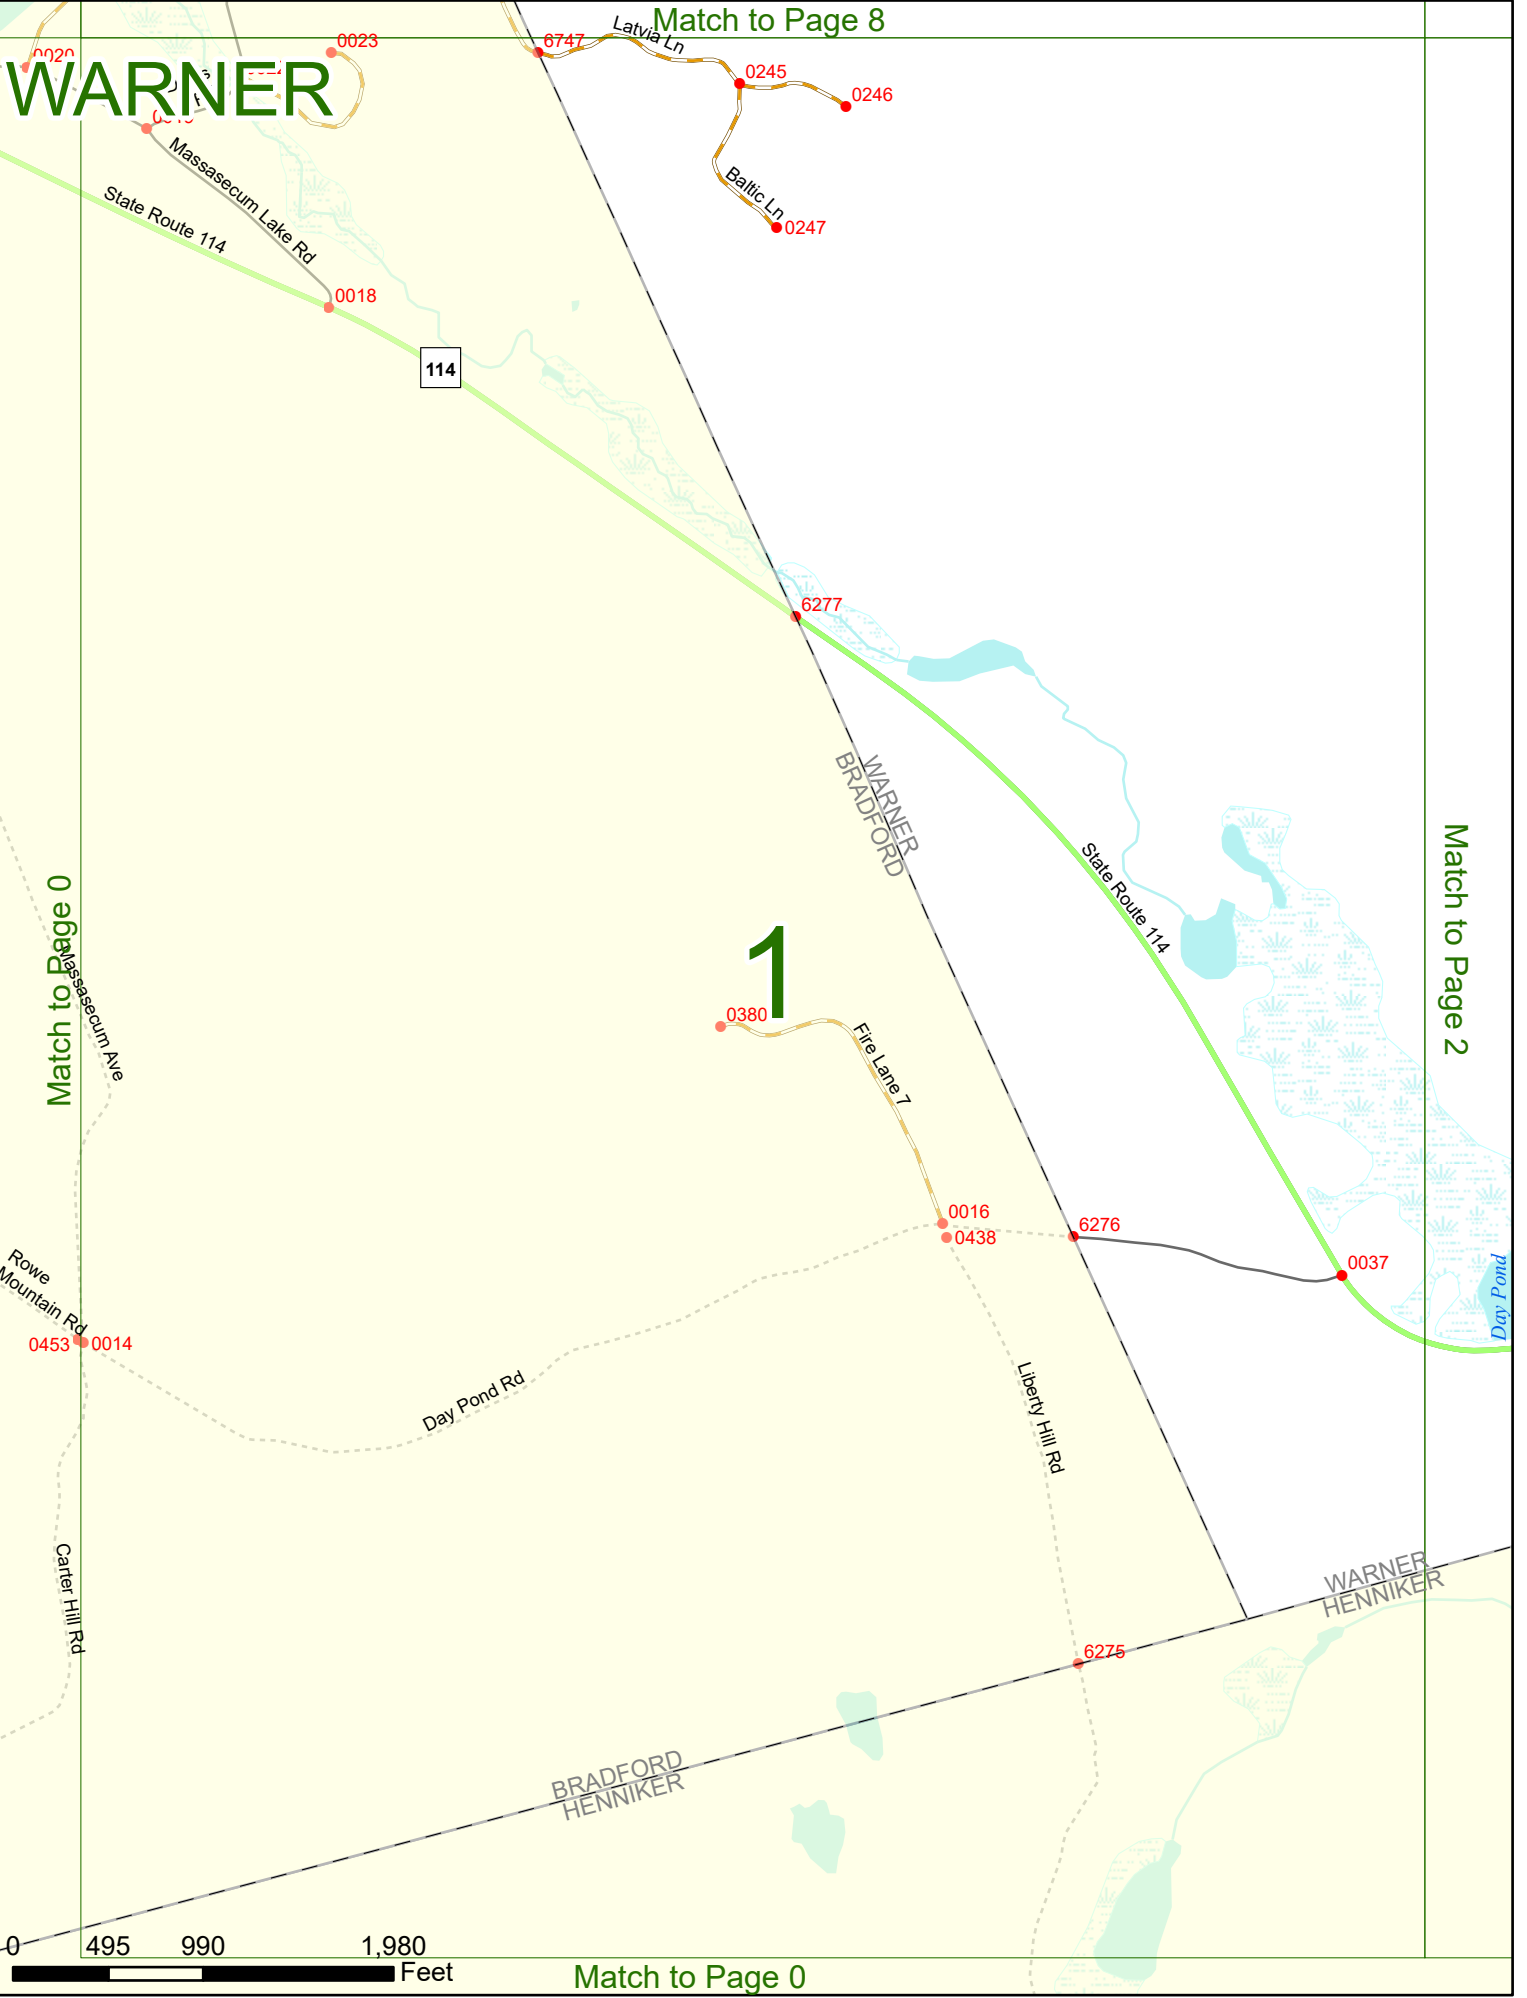 Match to Page 8
Latvia Ln
6747
0023
0020
WARNER
0245
0246
Massasecum Lake Rd
State Route 114
Baltic Ln
0247
0018
114
6277
WARNER
BRADFORD
State Route 114
Match to Page 2
Match to Page 0
Massasecum Ave
1
0380
Fire Lane 7
0016
0438
6276
0037
Day Pond
Rowe
Mountain Rd
0453
0014
Day Pond Rd
Liberty Hill Rd
Carter Hill Rd
WARNER
HENNIKER
6275
BRADFORD
HENNIKER
0 495 990 1,980
Feet
Match to Page 0